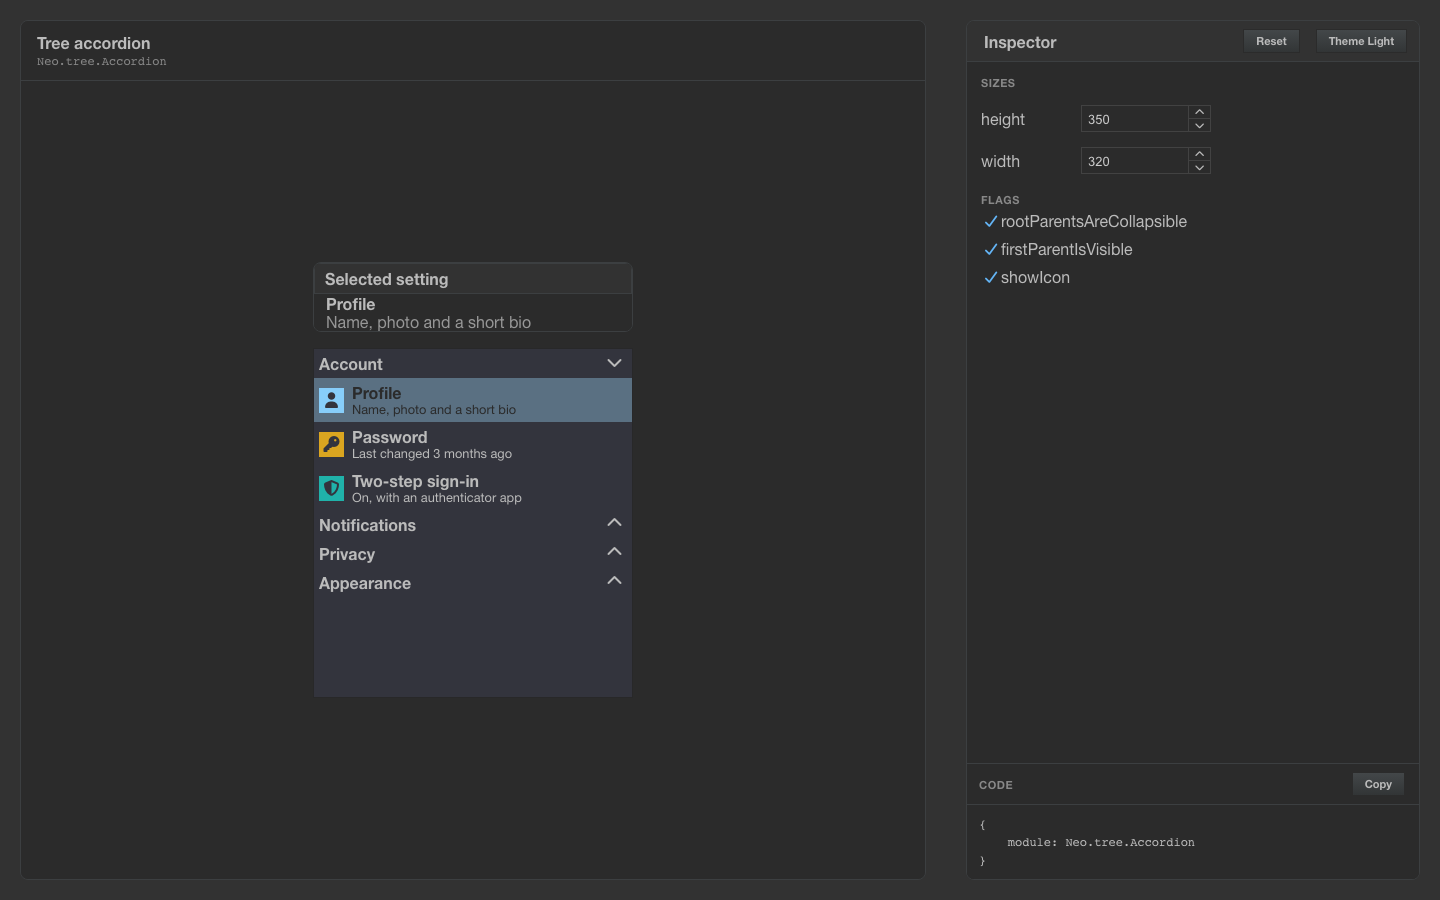 Tree accordion
Neo.tree.Accordion
Selected setting
Profile
Name, photo and a short bio
Account
Profile
Name, photo and a short bio
Password
Last changed 3 months ago
Two-step sign-in
On, with an authenticator app
Notifications
Privacy
Appearance
Inspector
Reset
Theme Light
SIZES
height
350
width
320
FLAGS
rootParentsAreCollapsible
firstParentIsVisible
showIcon
CODE
Copy
{
module: Neo.tree.Accordion
}